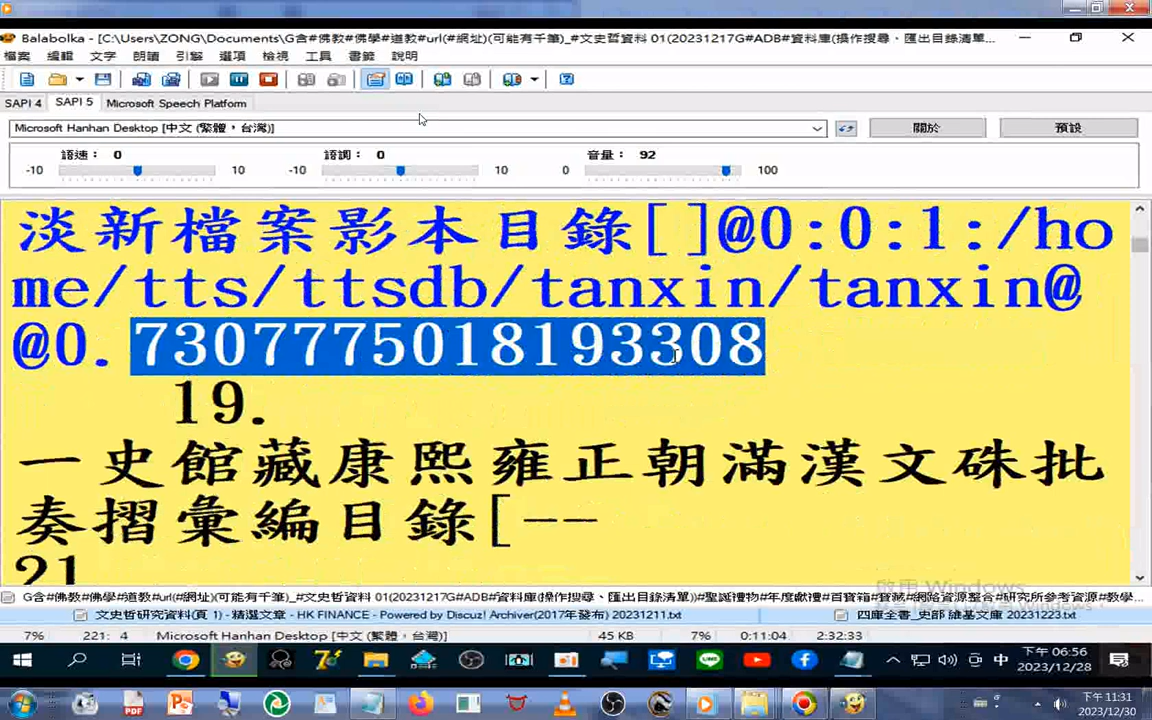 Balabolka - [C:\Users\ZONG\Documents\G含#佛教#佛學#道教#url(#網址)(可能有千筆)_#文史哲資料 01(20231217G#ADB#資料庫(操作搜尋、匯出目錄清單...
檔案 編輯 文字 朗讀 引擎 選項 檢視 工具 書籤 說明
SAPI 4 SAPI 5 Microsoft Speech Platform
Microsoft Hanhan Desktop [中文 (繁體，台灣)] 關於 預設
語速： 0 語調： 0 音量： 92
-10 10 -10 10 0 100
淡新檔案影本目錄[]@0:0:1:/ho
me/tts/ttsdb/tanxin/tanxin@
@0.7307775018193308
19.
一史館藏康熙雍正朝滿漢文硃批
奏摺彙編目錄[--
21
啟用 Windows
G含#佛教#佛學#道教#url(#網址)(可能有千筆)_#文史哲資料 01(20231217G#ADB#資料庫(操作搜尋、匯出目錄清單))#聖誕禮物#年度獻禮#百寶箱#寶藏#網路資源整合#研究所參考資源#教學...
文史哲研究資料(頁 1) - 精選文章 - HK FINANCE - Powered by Discuz! Archiver(2017年發布) 20231211.txt 四庫全書_史部 維基文庫 20231223.txt
7% 221: 4 Microsoft Hanhan Desktop [中文 (繁體，台灣)] 45 KB 7% 0:11:04 2:32:33
中 下午 06:56
2023/12/28
下午 11:31
2023/12/30